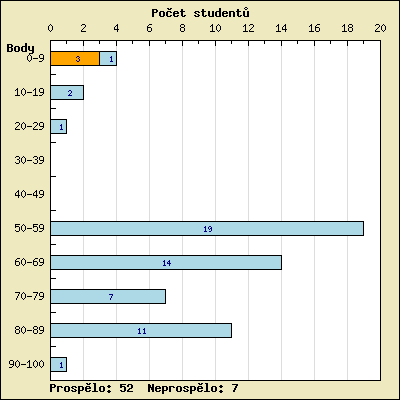 Počet studentů
0 2 4 6 8 10 12 14 16 18 20
Body
0-9 3 1
10-19 2
20-29 1
30-39
40-49
50-59 19
60-69 14
70-79 7
80-89 11
90-100 1
Prospělo: 52 Neprospělo: 7